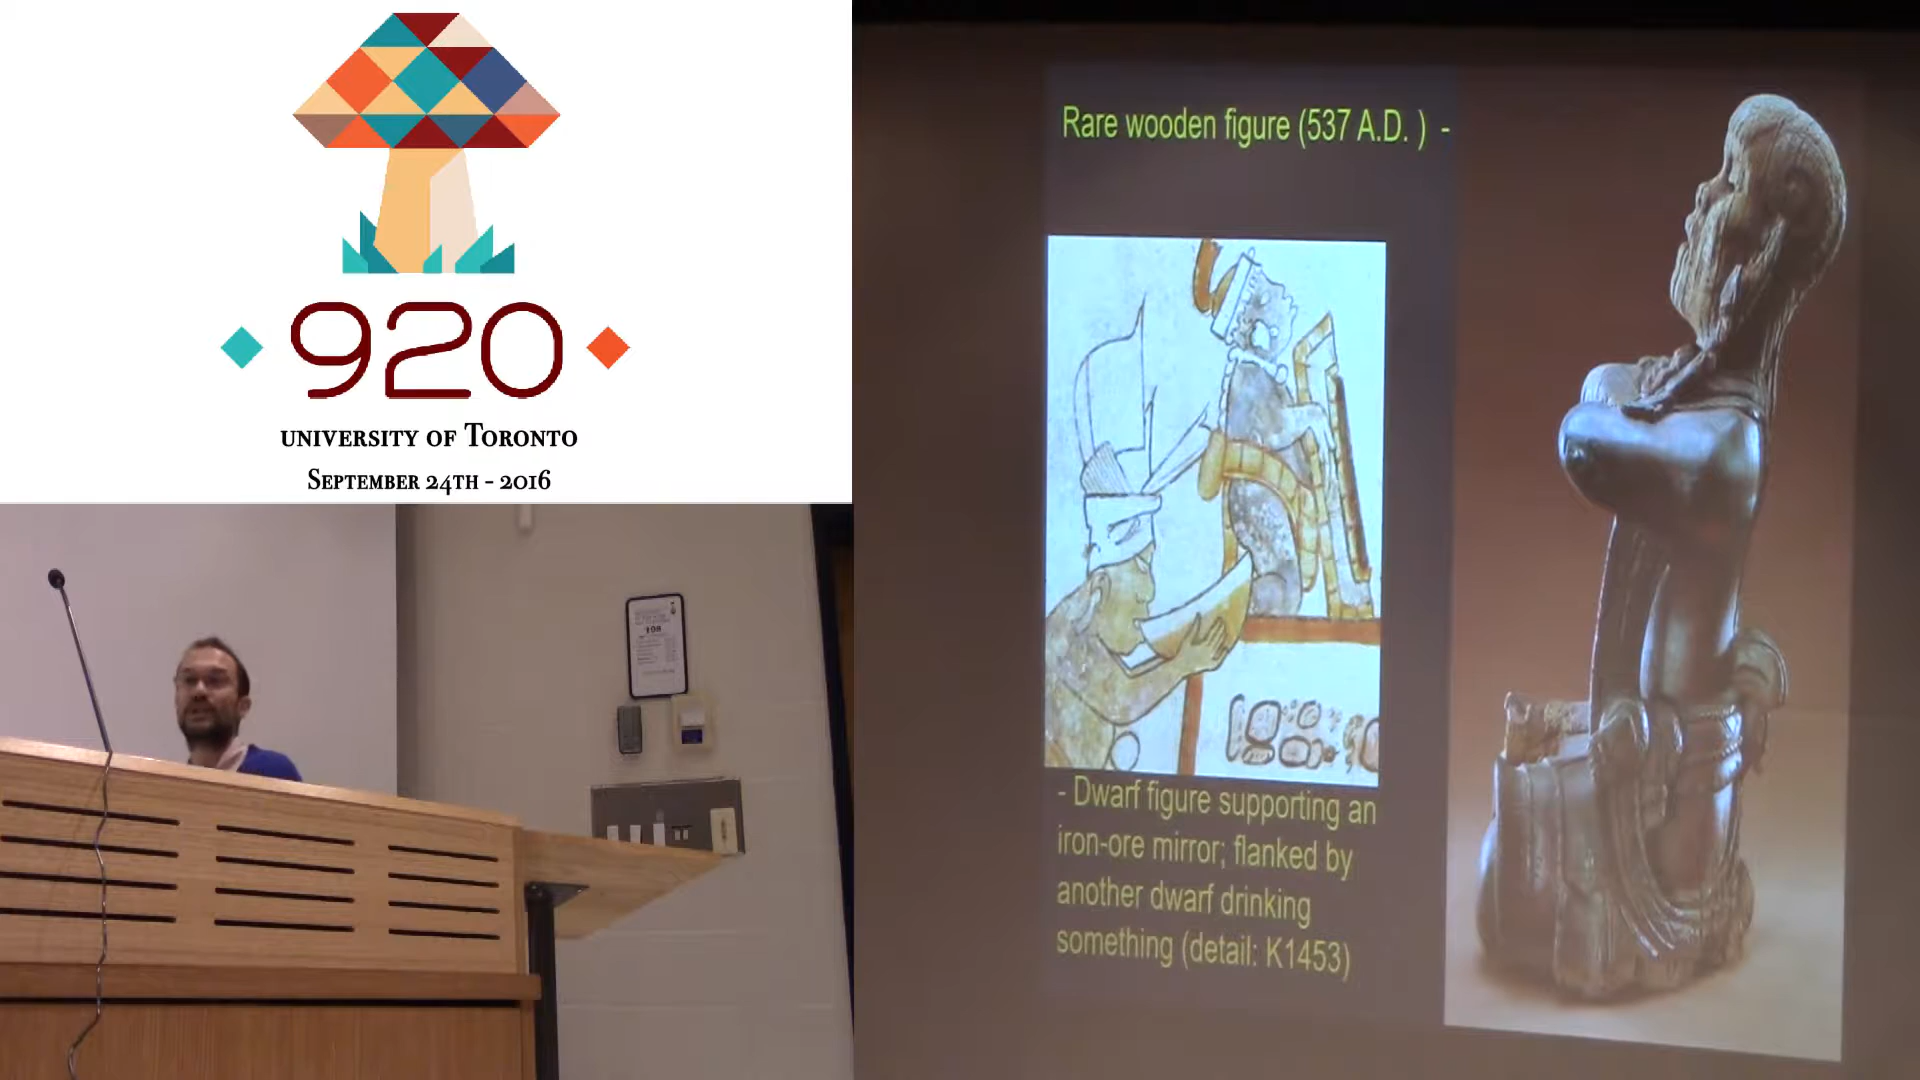 920
UNIVERSITY OF TORONTO
SEPTEMBER 24TH - 2016
108
Rare wooden figure (537 A.D. ) -
- Dwarf figure supporting an
iron-ore mirror; flanked by
another dwarf drinking
something (detail: K1453)